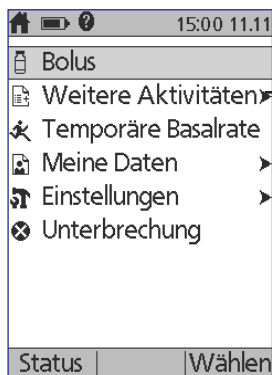 15:00 11.11
Bolus
Weitere Aktivitäten
Temporäre Basalrate
Meine Daten
Einstellungen
Unterbrechung
Status Wählen